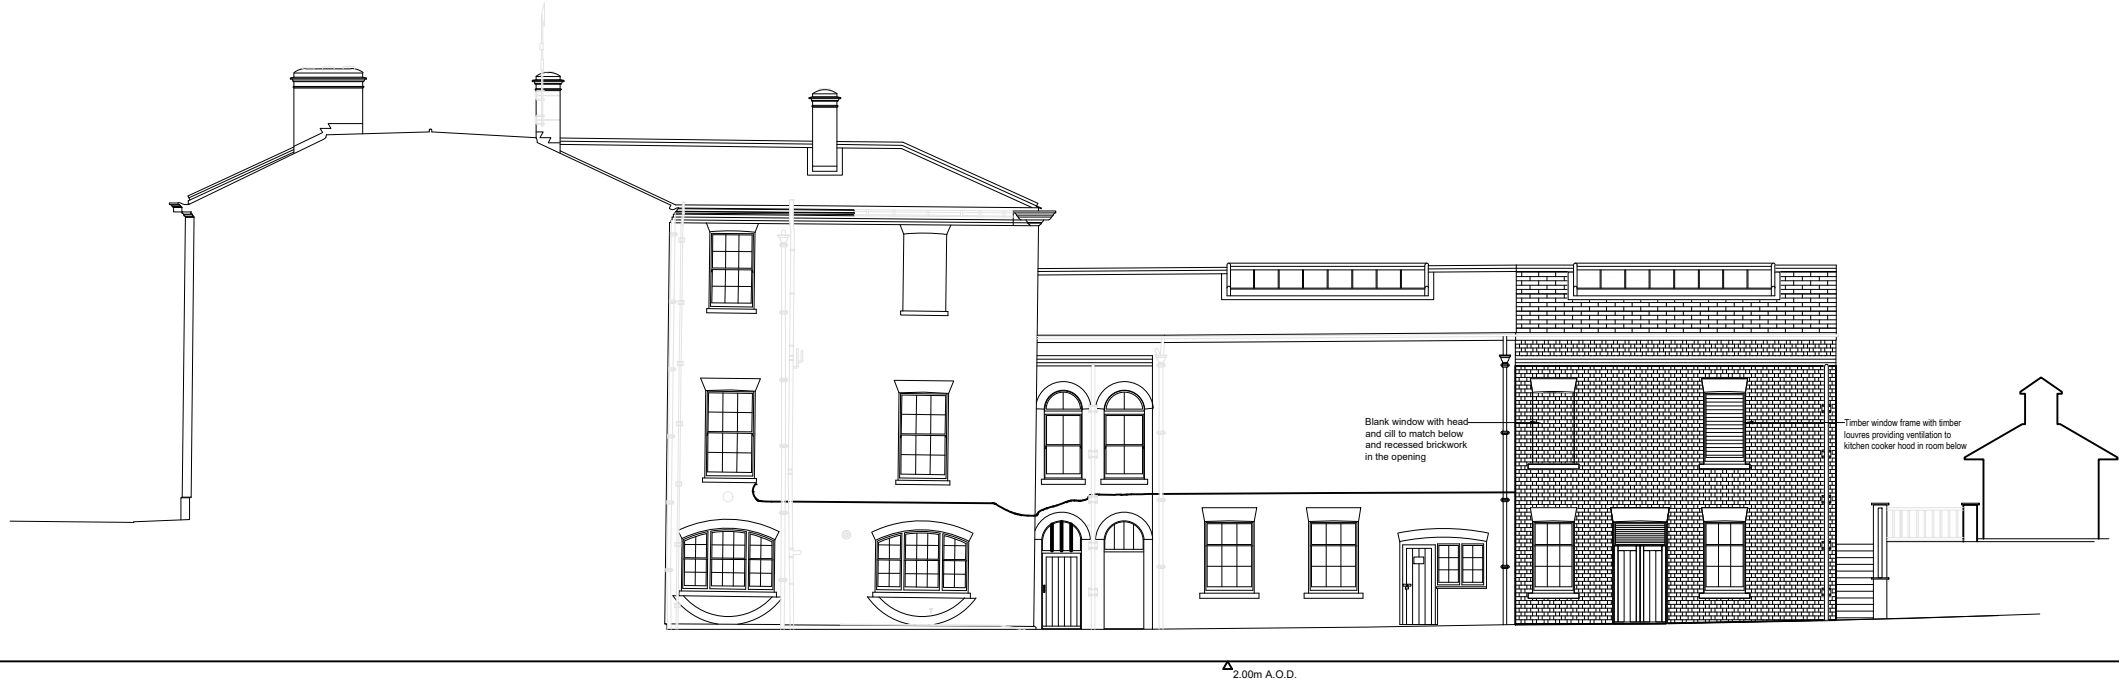 Blank window with head
and cill to match below
and recessed brickwork
in the opening
Timber window frame with timber
louvres providing ventilation to
kitchen cooker hood in room below
2.00m A.O.D.